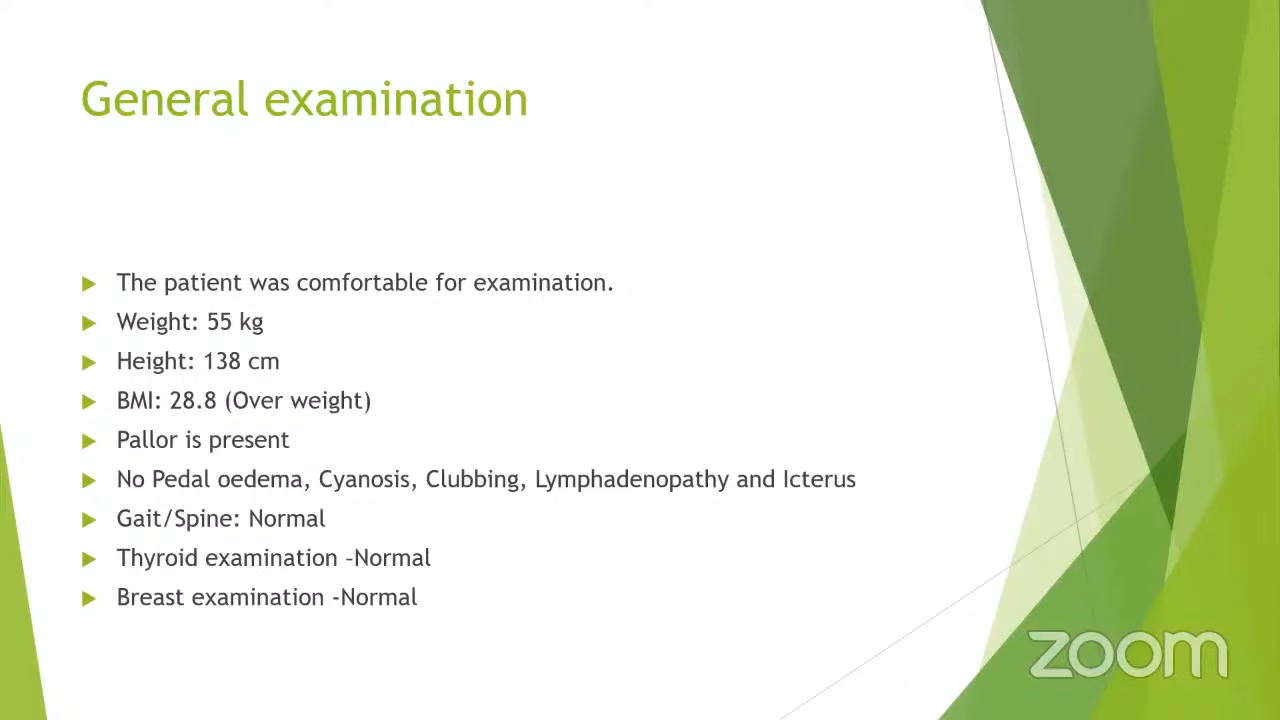 General examination
The patient was comfortable for examination.
Weight: 55 kg
Height: 138 cm
BMI: 28.8 (Over weight)
Pallor is present
No Pedal oedema, Cyanosis, Clubbing, Lymphadenopathy and Icterus
Gait/Spine: Normal
Thyroid examination –Normal
Breast examination -Normal
zoom